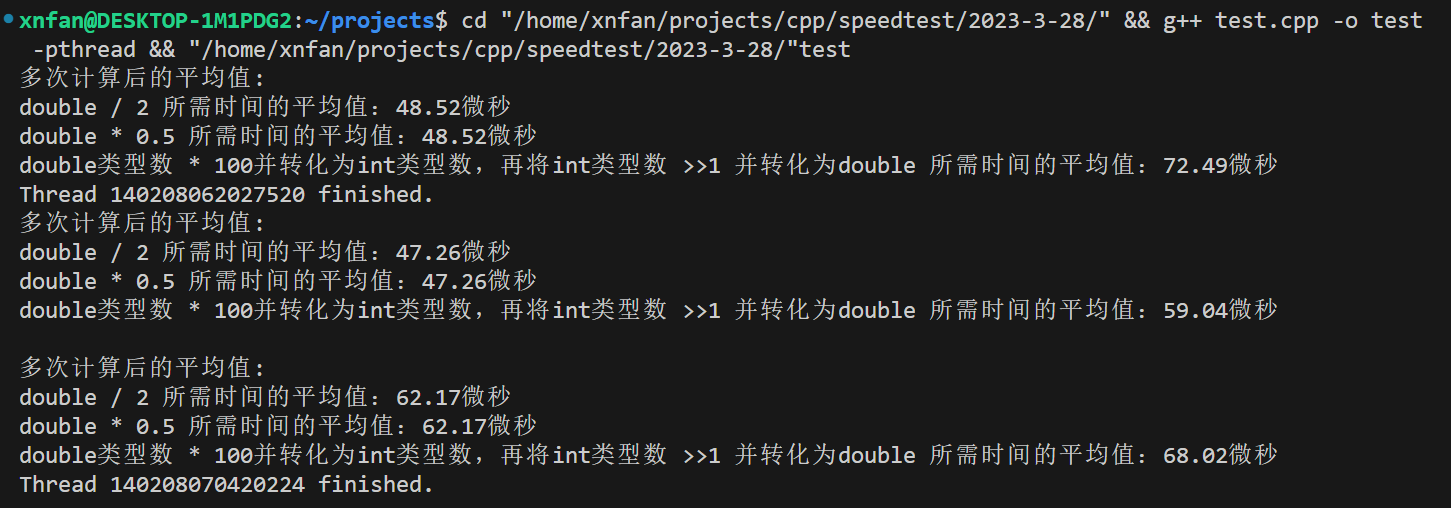 xnfan@DESKTOP-1M1PDG2:~/projects$ cd "/home/xnfan/projects/cpp/speedtest/2023-3-28/" && g++ test.cpp -o test
-pthread && "/home/xnfan/projects/cpp/speedtest/2023-3-28/"test
多次计算后的平均值:
double / 2 所需时间的平均值：48.52微秒
double * 0.5 所需时间的平均值：48.52微秒
double类型数 * 100并转化为int类型数，再将int类型数 >>1 并转化为double 所需时间的平均值：72.49微秒
Thread 140208062027520 finished.
多次计算后的平均值:
double / 2 所需时间的平均值：47.26微秒
double * 0.5 所需时间的平均值：47.26微秒
double类型数 * 100并转化为int类型数，再将int类型数 >>1 并转化为double 所需时间的平均值：59.04微秒
多次计算后的平均值:
double / 2 所需时间的平均值：62.17微秒
double * 0.5 所需时间的平均值：62.17微秒
double类型数 * 100并转化为int类型数，再将int类型数 >>1 并转化为double 所需时间的平均值：68.02微秒
Thread 140208070420224 finished.